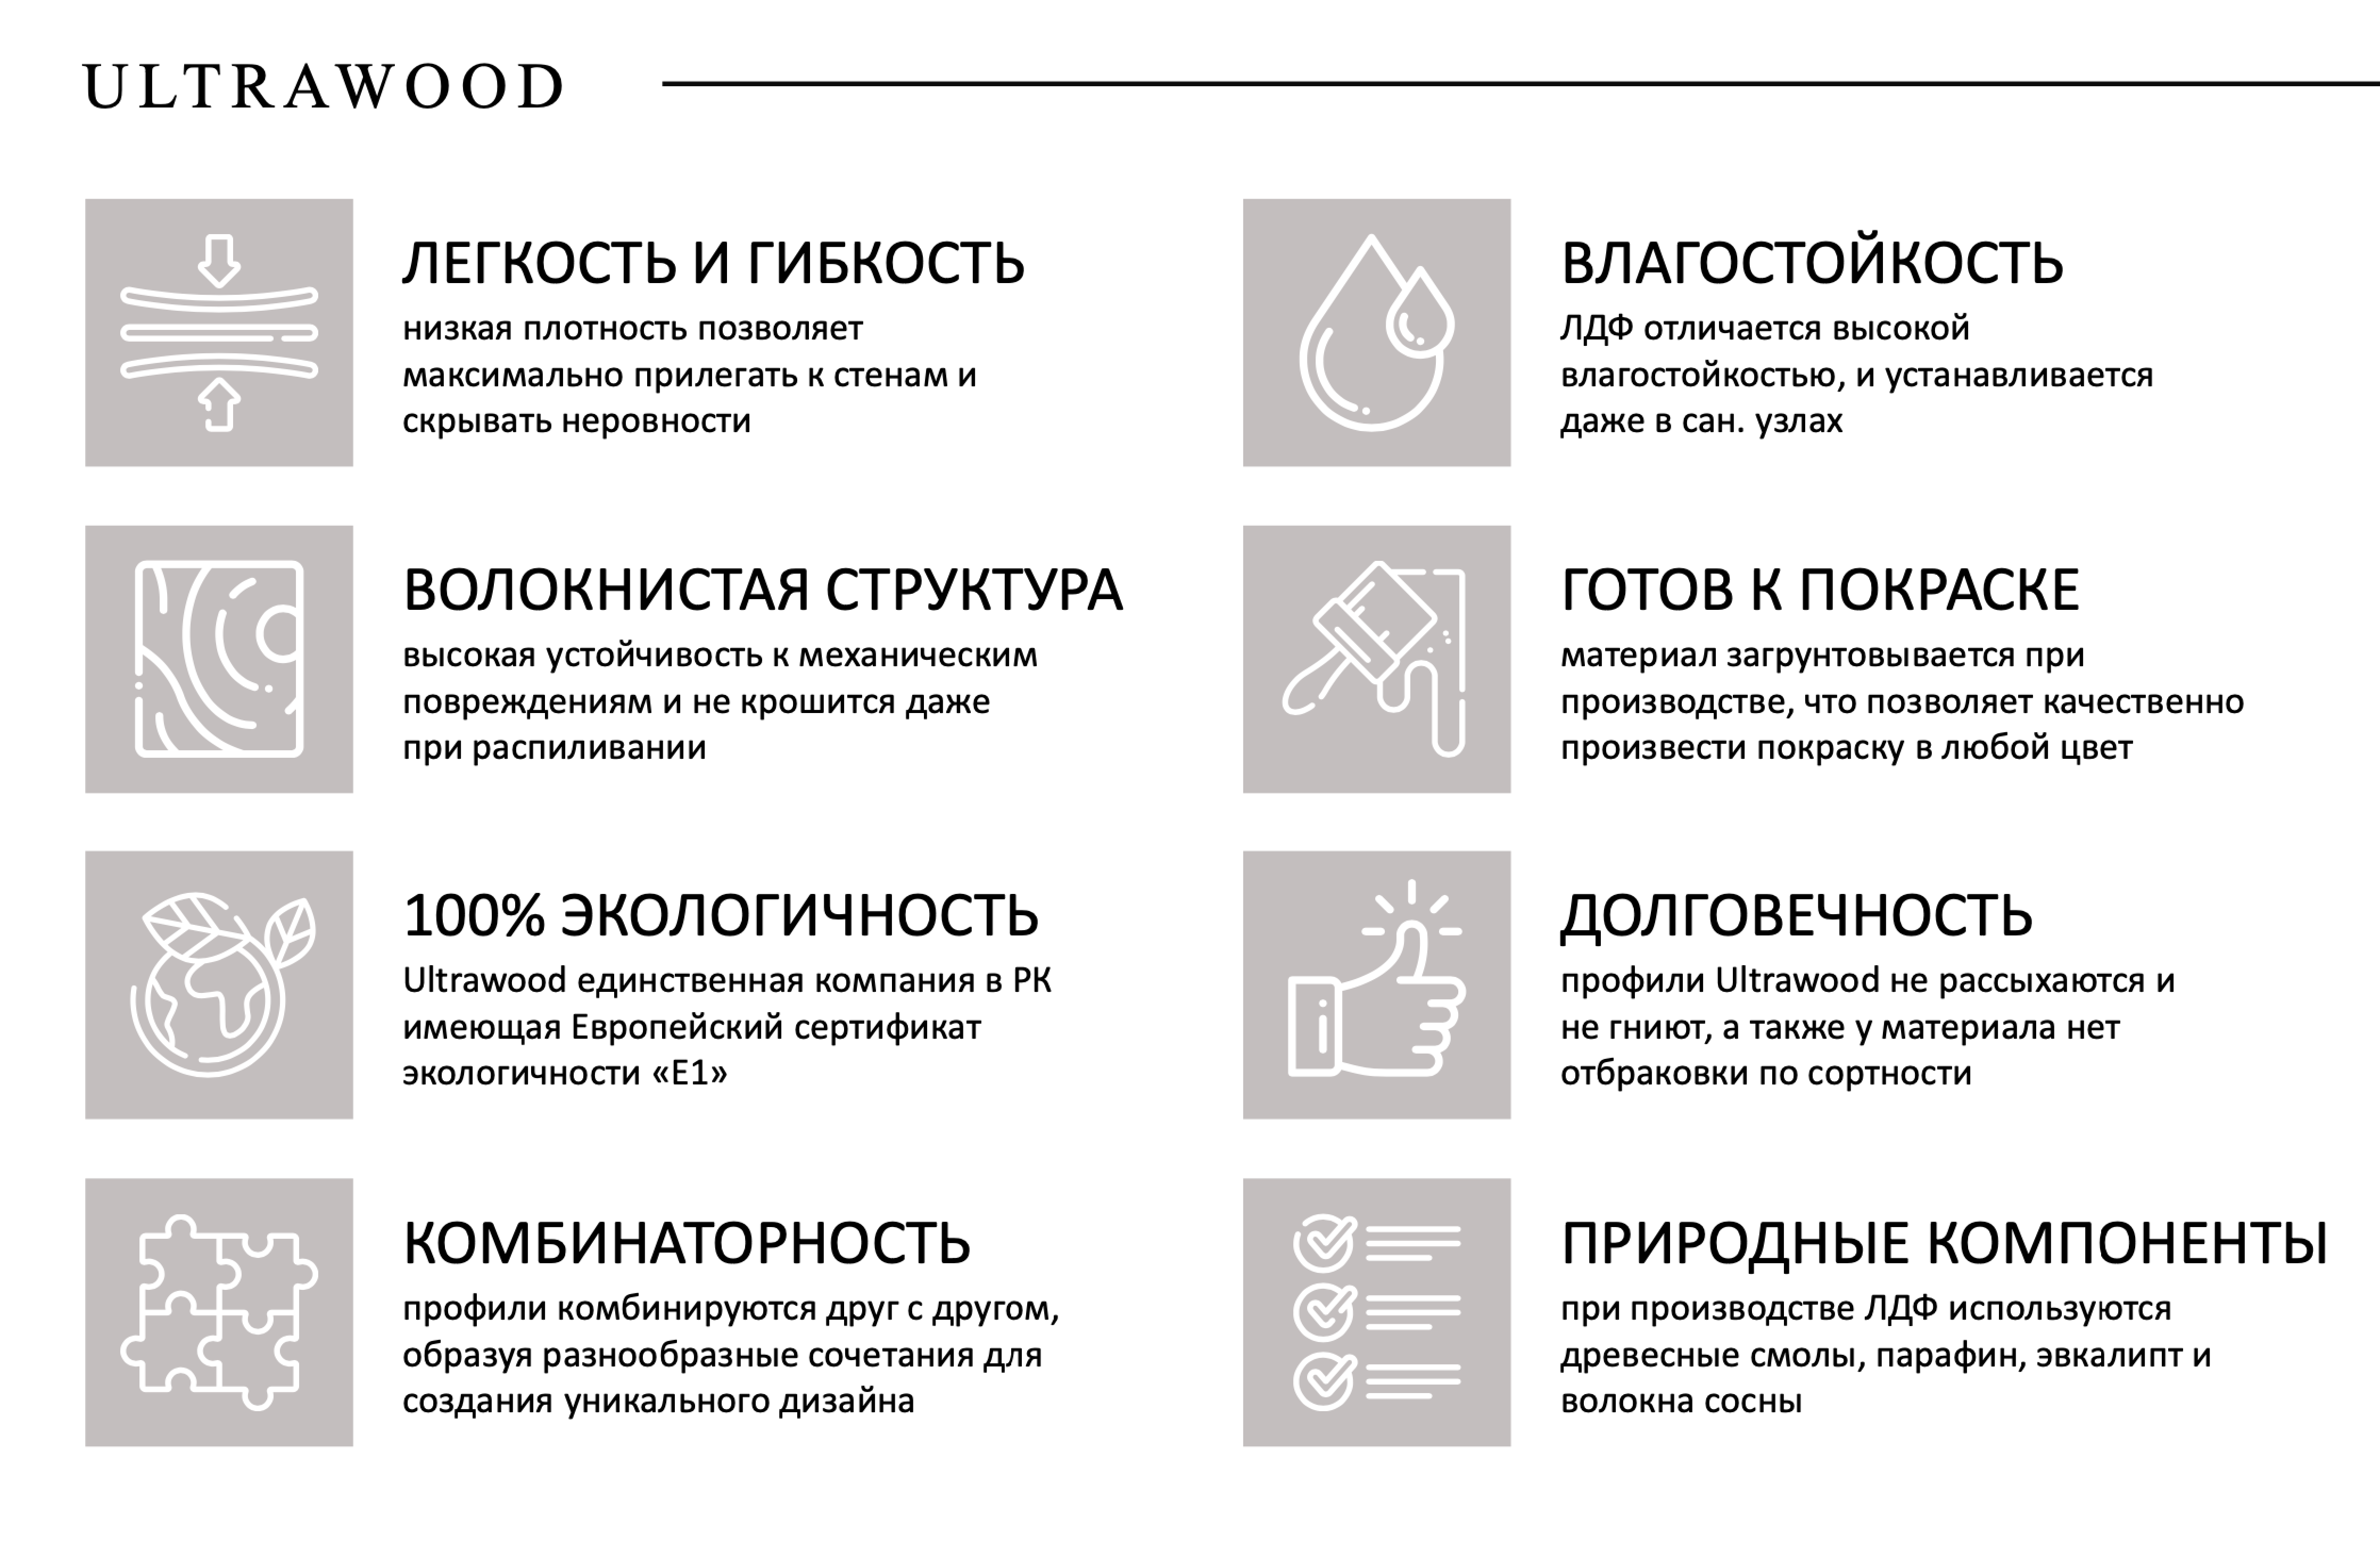 ULTRAWOOD
ЛЕГКОСТЬ И ГИБКОСТЬ
низкая плотность позволяет
максимально прилегать к стенам и
скрывать неровности
ВЛАГОСТОЙКОСТЬ
ЛДФ отличается высокой
влагостойкостью, и устанавливается
даже в сан. узлах
ВОЛОКНИСТАЯ СТРУКТУРА
высокая устойчивость к механическим
повреждениям и не крошится даже
при распиливании
ГОТОВ К ПОКРАСКЕ
материал загрунтовывается при
производстве, что позволяет качественно
произвести покраску в любой цвет
100% ЭКОЛОГИЧНОСТЬ
Ultrawood единственная компания в РК
имеющая Европейский сертификат
экологичности «E1»
ДОЛГОВЕЧНОСТЬ
профили Ultrawood не рассыхаются и
не гниют, а также у материала нет
отбраковки по сортности
КОМБИНАТОРНОСТЬ
профили комбинируются друг с другом,
образуя разнообразные сочетания для
создания уникального дизайна
ПРИРОДНЫЕ КОМПОНЕНТЫ
при производстве ЛДФ используются
древесные смолы, парафин, эвкалипт и
волокна сосны